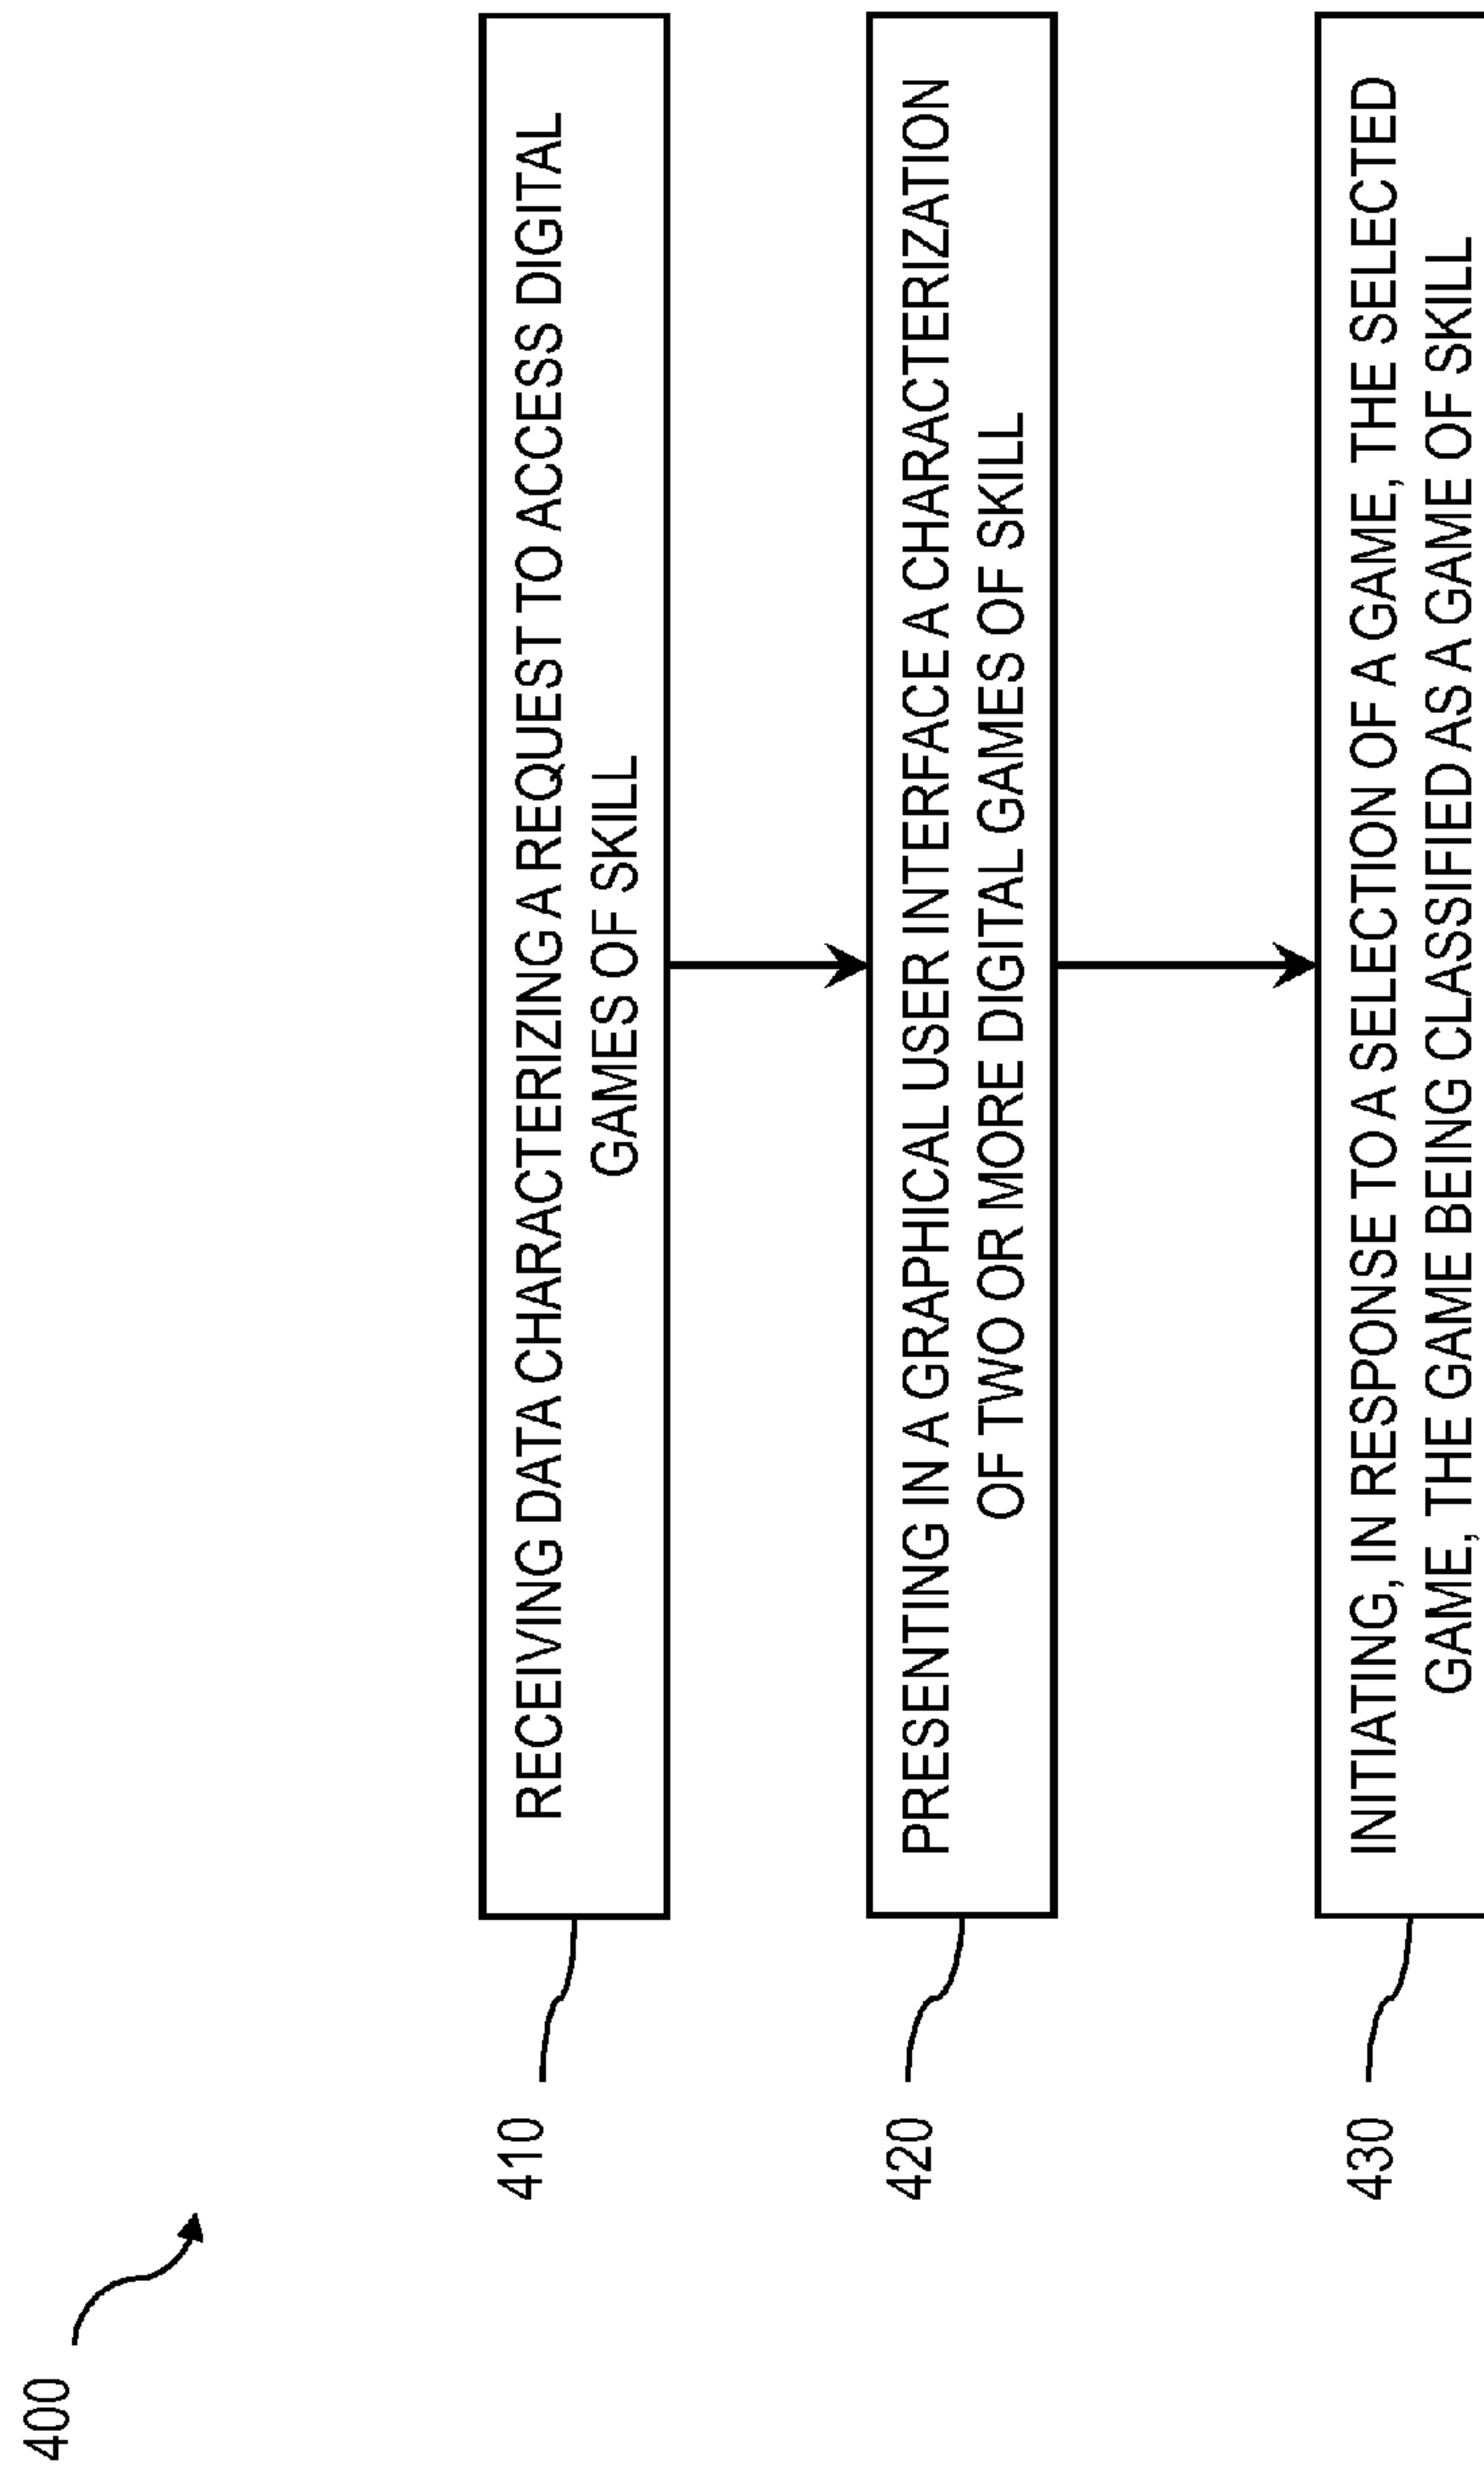 400
410
RECEIVING DATA CHARACTERIZING A REQUEST TO ACCESS DIGITAL
GAMES OF SKILL
420
PRESENTING IN A GRAPHICAL USER INTERFACE A CHARACTERIZATION
OF TWO OR MORE DIGITAL GAMES OF SKILL
430
INITIATING, IN RESPONSE TO A SELECTION OF A GAME, THE SELECTED
GAME, THE GAME BEING CLASSIFIED AS A GAME OF SKILL